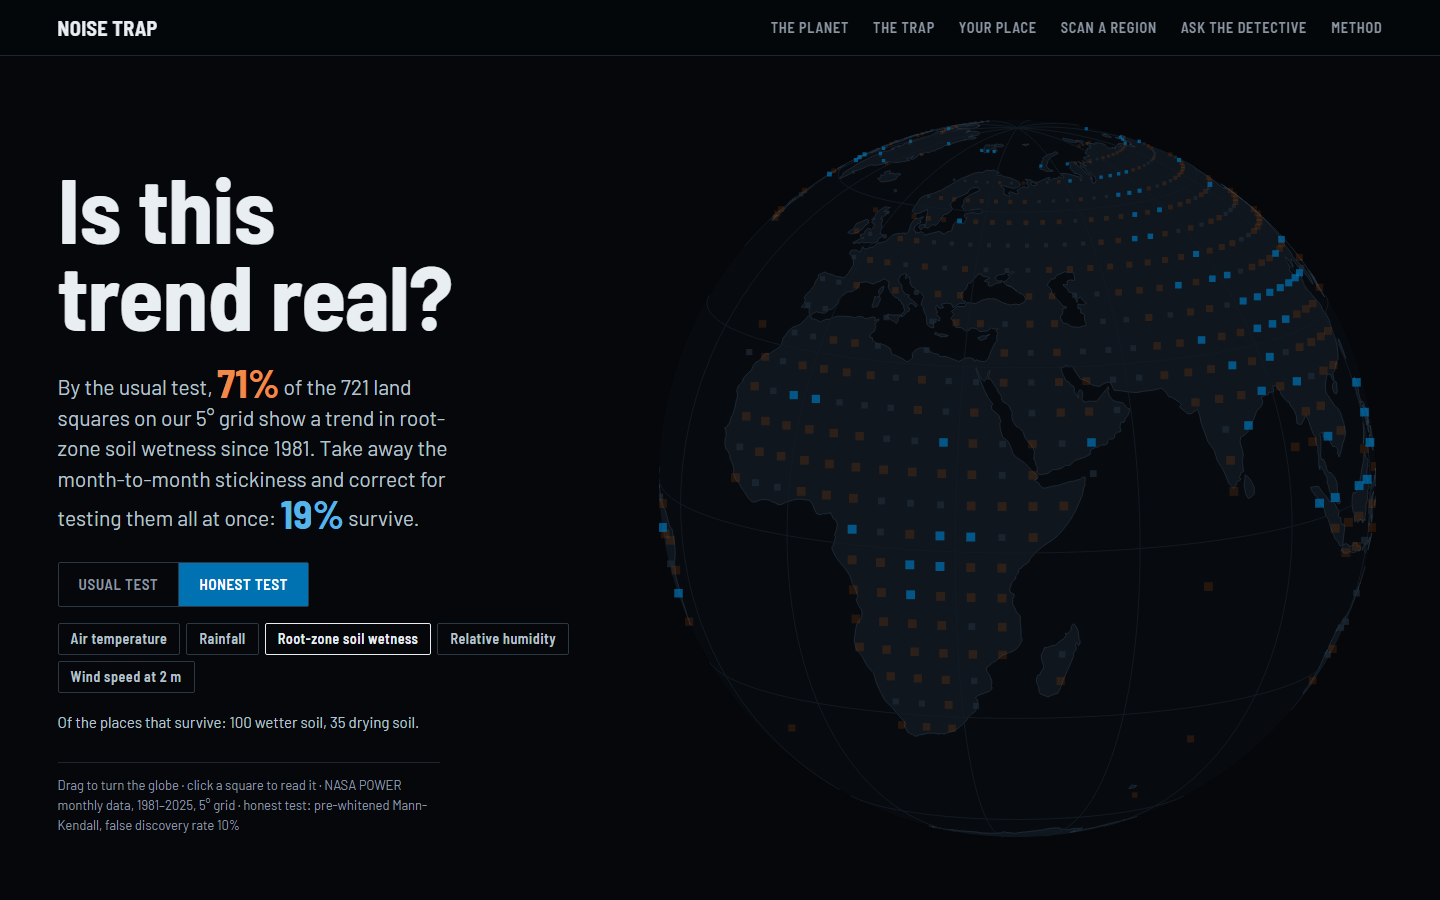 NOISE TRAP
THE PLANET THE TRAP YOUR PLACE SCAN A REGION ASK THE DETECTIVE METHOD
Is this
trend real?
By the usual test, 71% of the 721 land
squares on our 5° grid show a trend in root-
zone soil wetness since 1981. Take away the
month-to-month stickiness and correct for
testing them all at once: 19% survive.
USUAL TEST HONEST TEST
Air temperature Rainfall Root-zone soil wetness Relative humidity
Wind speed at 2 m
Of the places that survive: 100 wetter soil, 35 drying soil.
Drag to turn the globe · click a square to read it · NASA POWER
monthly data, 1981–2025, 5° grid · honest test: pre-whitened Mann-
Kendall, false discovery rate 10%